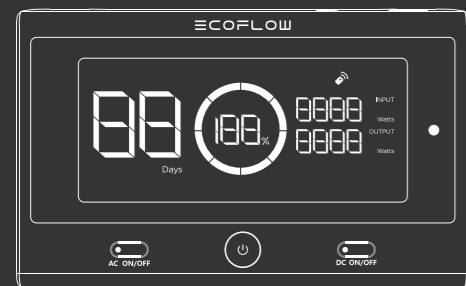 ECOFLOW
88
Days
188%
8888
INPUT
Watts
8888
OUTPUT
Watts
AC ON/OFF
DC ON/OFF